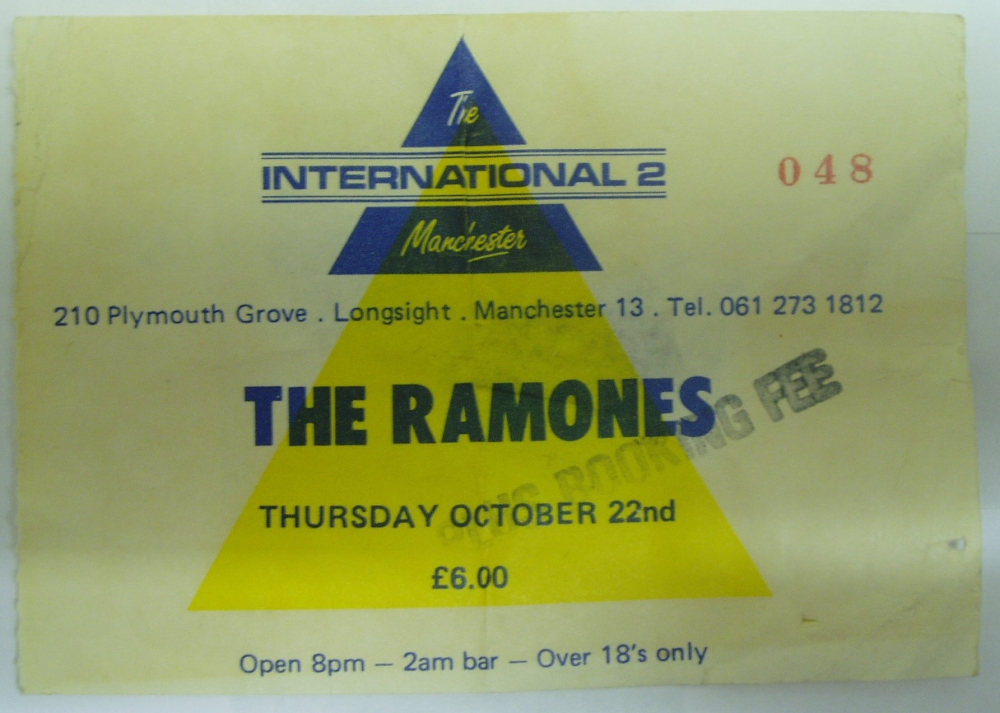 The
INTERNATIONAL 2
048
Manchester
210 Plymouth Grove . Longsight . Manchester 13 . Tel. 061 273 1812
THE RAMONES
PLUS BOOKING FEE
THURSDAY OCTOBER 22nd
£6.00
Open 8pm — 2am bar — Over 18's only